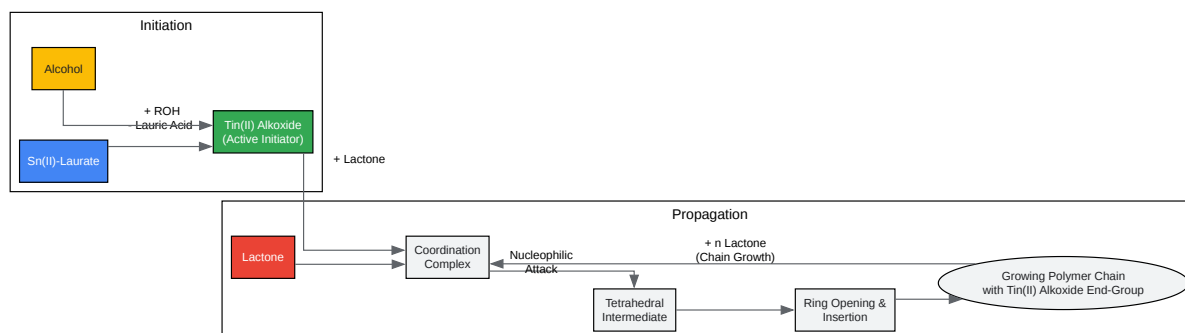 Initiation
Alcohol
+ ROH
- Lauric Acid
Tin(II) Alkoxide
(Active Initiator)
Sn(II)-Laurate
+ Lactone
Propagation
Lactone
Coordination
Complex
Nucleophilic
Attack
+ n Lactone
(Chain Growth)
Growing Polymer Chain
with Tin(II) Alkoxide End-Group
Tetrahedral
Intermediate
Ring Opening &
Insertion